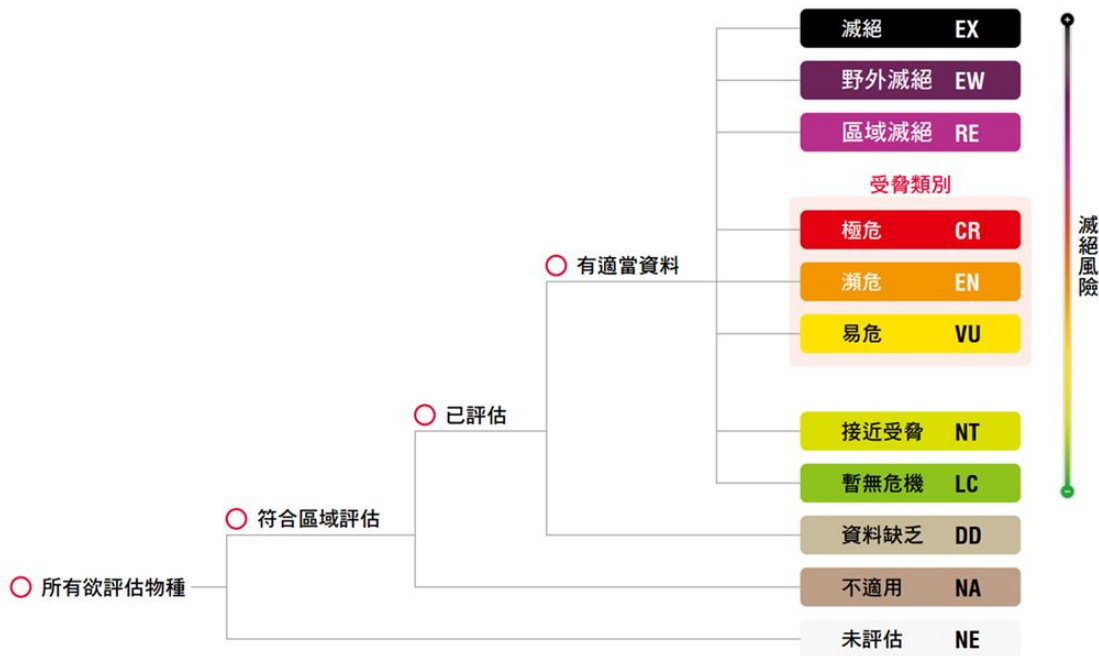 滅絕 EX
野外滅絕 EW
區域滅絕 RE
受脅類別
極危 CR
有適當資料
瀕危 EN
易危 VU
滅絕風險
已評估
接近受脅 NT
暫無危機 LC
符合區域評估
資料缺乏 DD
所有欲評估物種
不適用 NA
未評估 NE